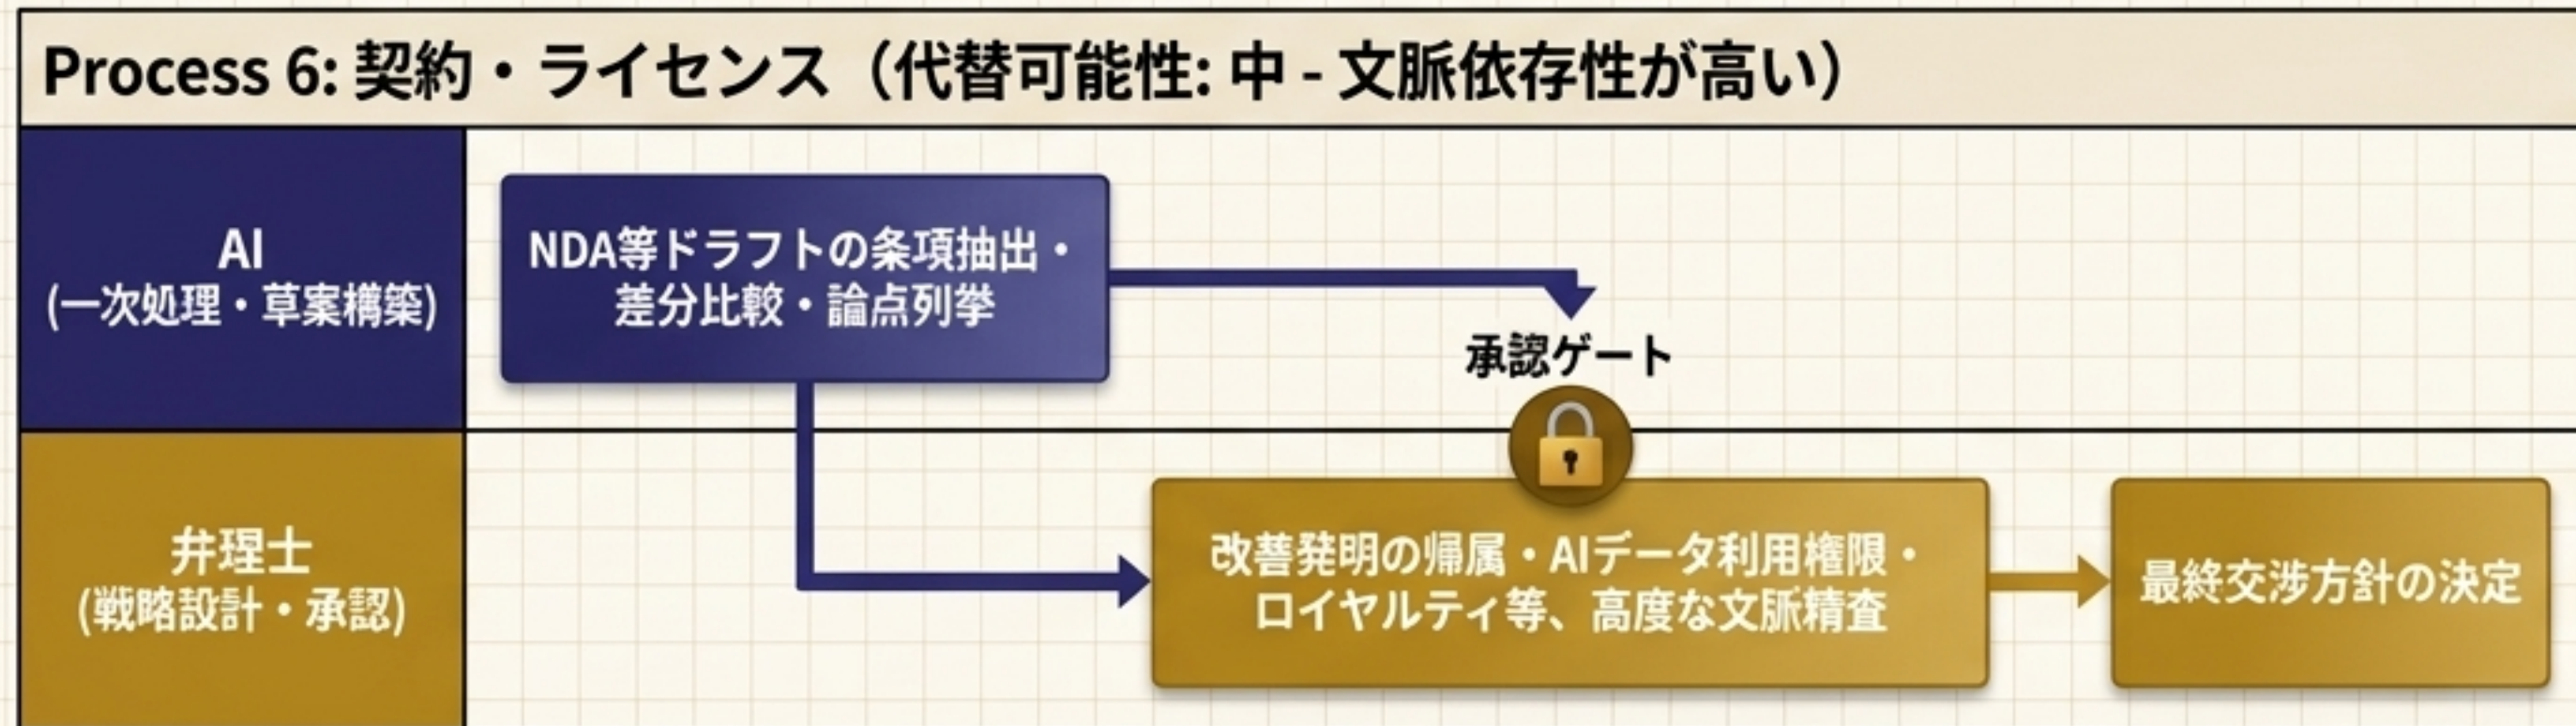 Process 6: 契約・ライセンス（代替可能性: 中 - 文脈依存性が高い）
AI
(一次処理・草案構築)
NDA等ドラフトの条項抽出・
差分比較・論点列挙
承認ゲート
弁理士
(戦略設計・承認)
改善発明の帰属・AIデータ利用権限・
ロイヤルティ等、高度な文脈精査
最終交渉方針の決定